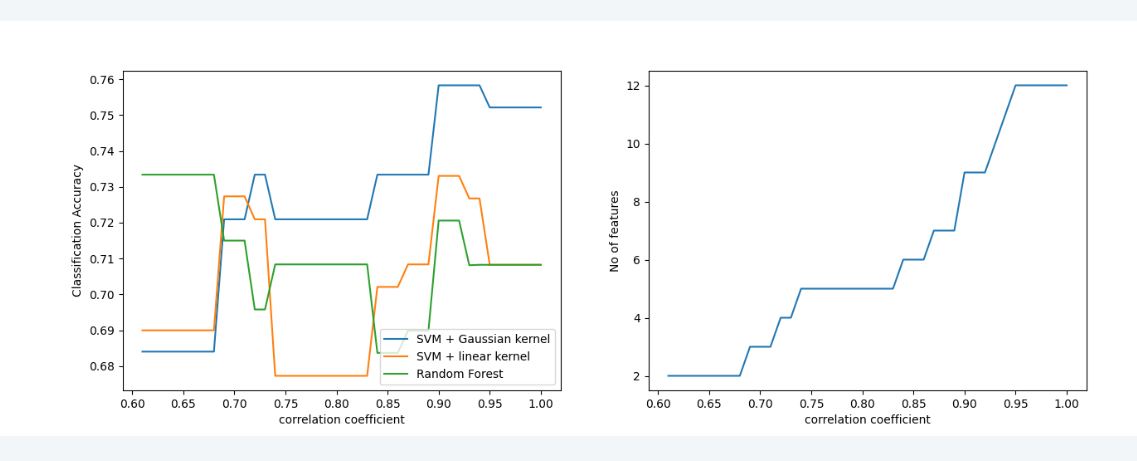 0.76
0.75
0.74
0.73
0.72
0.71
0.70
0.69
0.68
Classification Accuracy
0.60 0.65 0.70 0.75 0.80 0.85 0.90 0.95 1.00
correlation coefficient
SVM + Gaussian kernel
SVM + linear kernel
Random Forest
12
10
8
6
4
2
No of features
0.60 0.65 0.70 0.75 0.80 0.85 0.90 0.95 1.00
correlation coefficient